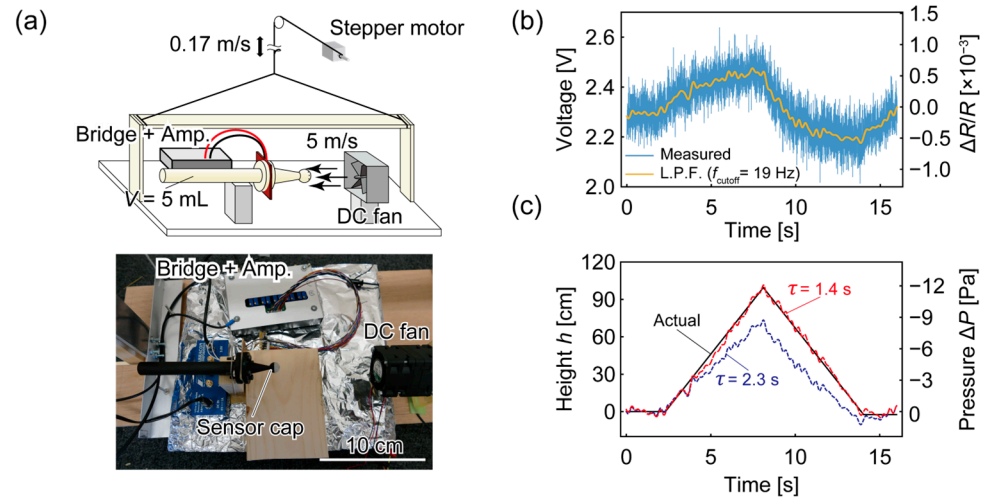 (a)
Stepper motor
0.17 m/s
Bridge + Amp.
5 m/s
V = 5 mL
DC fan
Bridge + Amp.
DC fan
Sensor cap
10 cm
(b)
Voltage [V]
2.6
2.4
2.2
2.0
1.5
1.0
0.5
0.0
−0.5
−1.0
ΔR/R [×10⁻³]
Measured
L.P.F. (f_cutoff = 19 Hz)
0
5
10
15
Time [s]
(c)
Height h [cm]
120
90
60
30
0
−12
−9
−6
−3
0
Pressure ΔP [Pa]
Actual
τ = 1.4 s
τ = 2.3 s
0
5
10
15
Time [s]